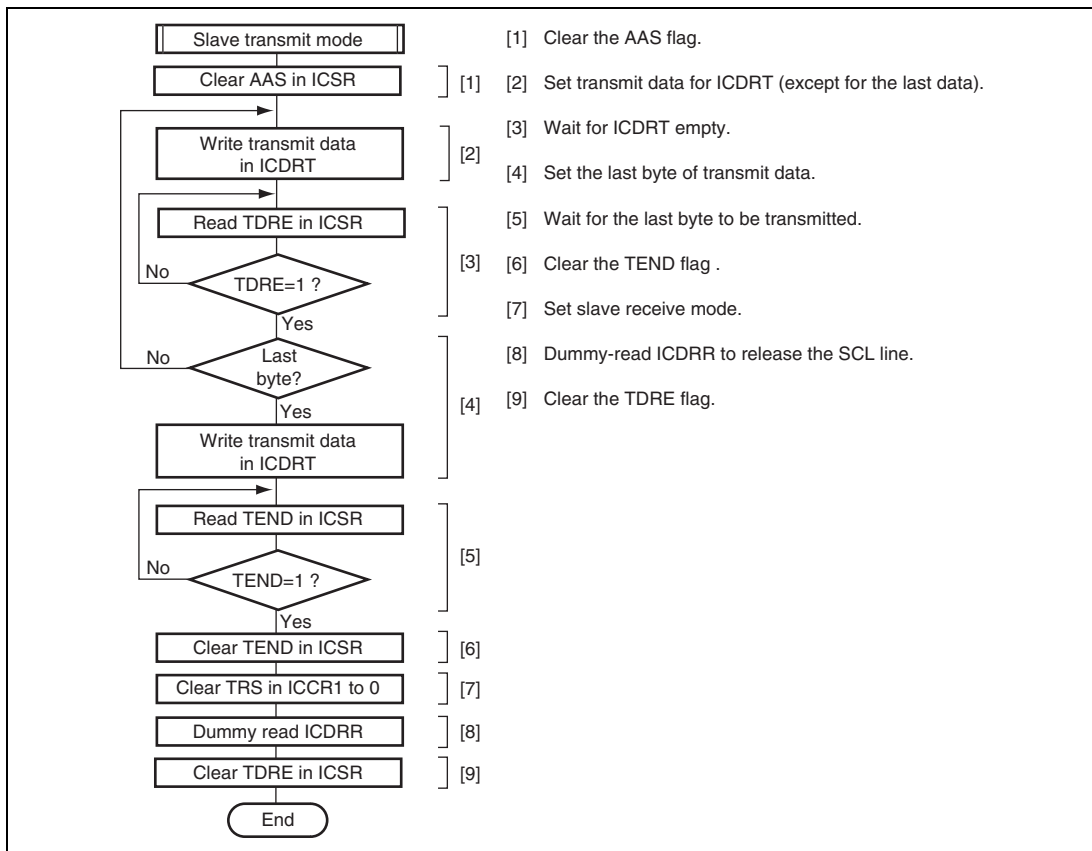 Slave transmit mode
Clear AAS in ICSR
[1]
Write transmit data
in ICDRT
[2]
Read TDRE in ICSR
No
TDRE=1 ?
[3]
Yes
No
Last
byte?
Yes
[4]
Write transmit data
in ICDRT
Read TEND in ICSR
No
TEND=1 ?
[5]
Yes
Clear TEND in ICSR
[6]
Clear TRS in ICCR1 to 0
[7]
Dummy read ICDRR
[8]
Clear TDRE in ICSR
[9]
End
[1] Clear the AAS flag.
[2] Set transmit data for ICDRT (except for the last data).
[3] Wait for ICDRT empty.
[4] Set the last byte of transmit data.
[5] Wait for the last byte to be transmitted.
[6] Clear the TEND flag .
[7] Set slave receive mode.
[8] Dummy-read ICDRR to release the SCL line.
[9] Clear the TDRE flag.